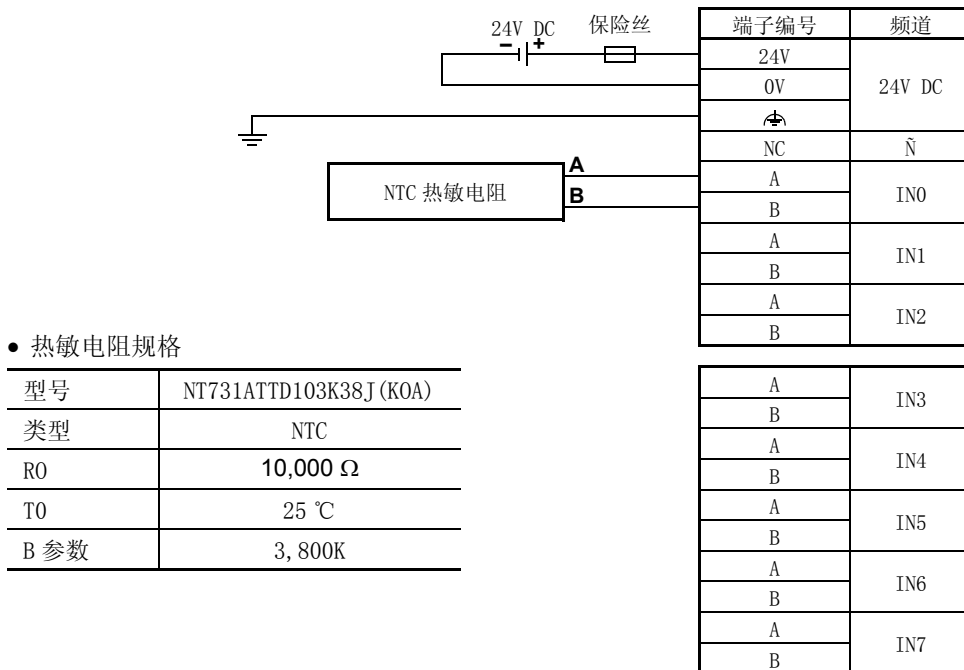 24V DC 保险丝
− +
端子编号 频道
24V
0V 24V DC
NC Ñ
NTC 热敏电阻
A
B
A
B IN0
A
B IN1
A
B IN2
• 热敏电阻规格
型号 NT731ATTD103K38J(KOA)
类型 NTC
R0 10,000 Ω
T0 25 ℃
B 参数 3,800K
A
B IN3
A
B IN4
A
B IN5
A
B IN6
A
B IN7